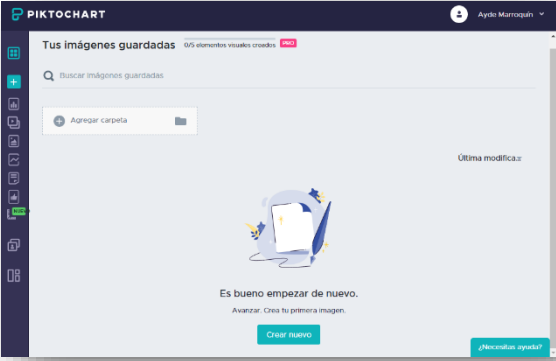 PIKTOCHART
Ayde Marroquín
Tus imágenes guardadas 0/5 elementos visuales creados PRO
Buscar imágenes guardadas
Agregar carpeta
Última modifica...
Es bueno empezar de nuevo.
Avanzar. Crea tu primera imagen.
Crear nuevo
¿Necesitas ayuda?